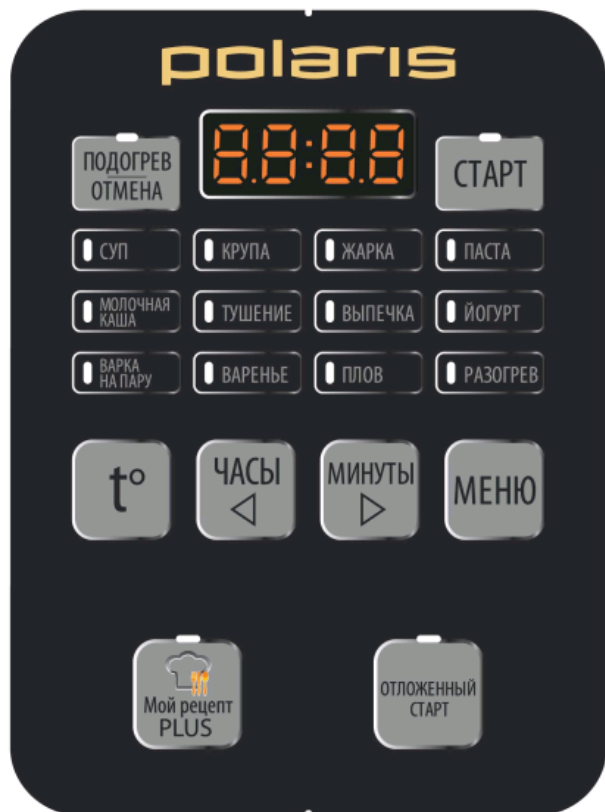 polaris
ПОДОГРЕВ
ОТМЕНА
88:88
СТАРТ
СУП
КРУПА
ЖАРКА
ПАСТА
МОЛОЧНАЯ
КАША
ТУШЕНИЕ
ВЫПЕЧКА
ЙОГУРТ
ВАРКА
НА ПАРУ
ВАРЕНЬЕ
ПЛОВ
РАЗОГРЕВ
t°
ЧАСЫ
МИНУТЫ
МЕНЮ
Мой рецепт
PLUS
ОТЛОЖЕННЫЙ
СТАРТ